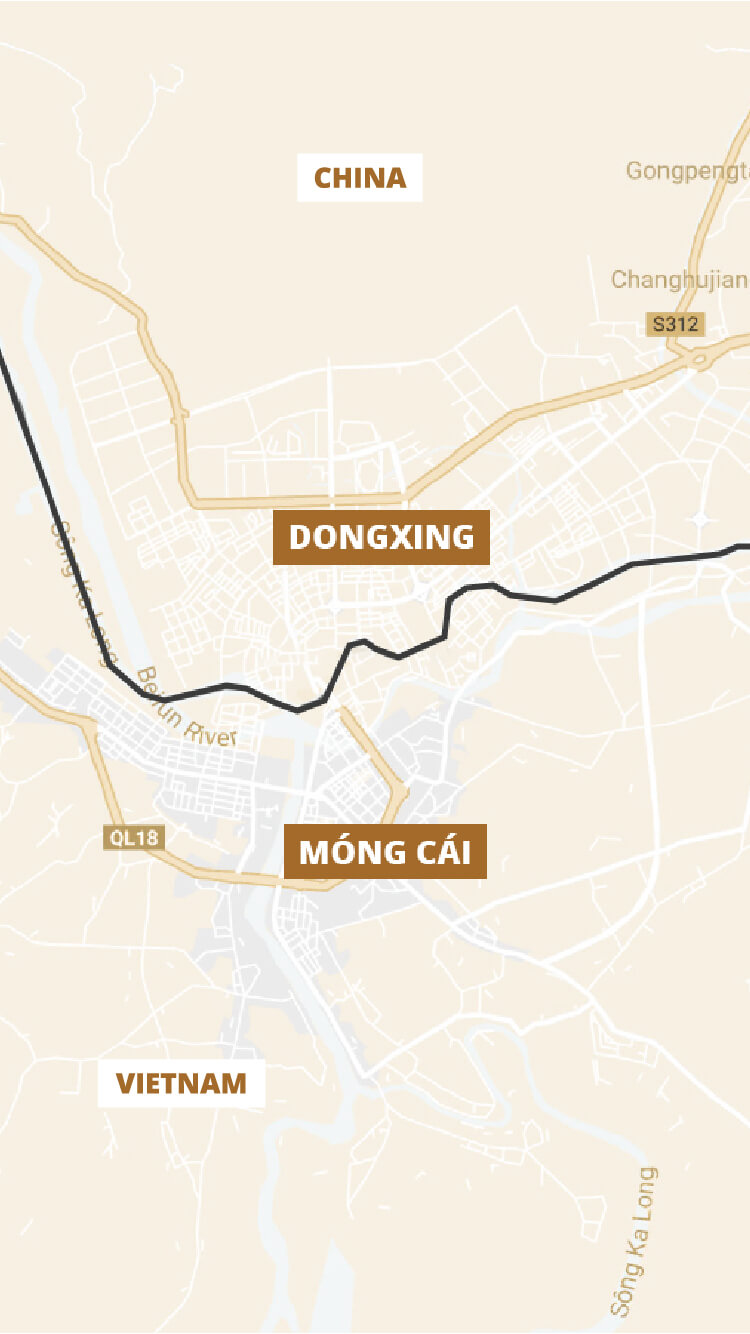 CHINA
Gongpengta
Changhujian
S312
DONGXING
Sông Ka Long
Beilun River
QL18
MÓNG CÁI
VIETNAM
Sông Ka Long